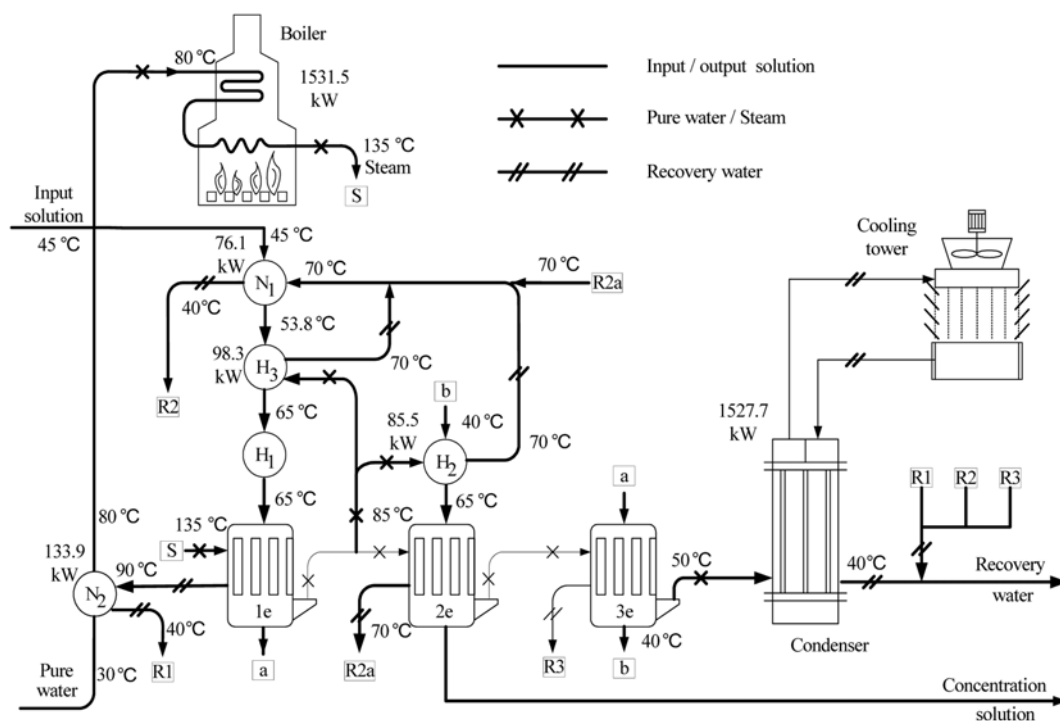 Boiler
80 °C
1531.5
kW
135 °C
Steam
S
Input / output solution
Pure water / Steam
Recovery water
Input
solution
45 °C
45 °C
76.1
kW
N1
70 °C
70 °C
R2a
40°C
53.8 °C
Cooling
tower
98.3
kW
H3
70 °C
R2
b
65 °C
85.5
kW
40 °C
H2
70 °C
1527.7
kW
H1
65 °C
65 °C
a
R1
R2
R3
80 °C
135 °C
S
85°C
50°C
133.9
kW
90 °C
N2
40°C
Recovery
water
1e
2e
3e
40°C
70 °C
40 °C
Condenser
Pure
water
30°C
R1
a
R2a
R3
b
Concentration
solution